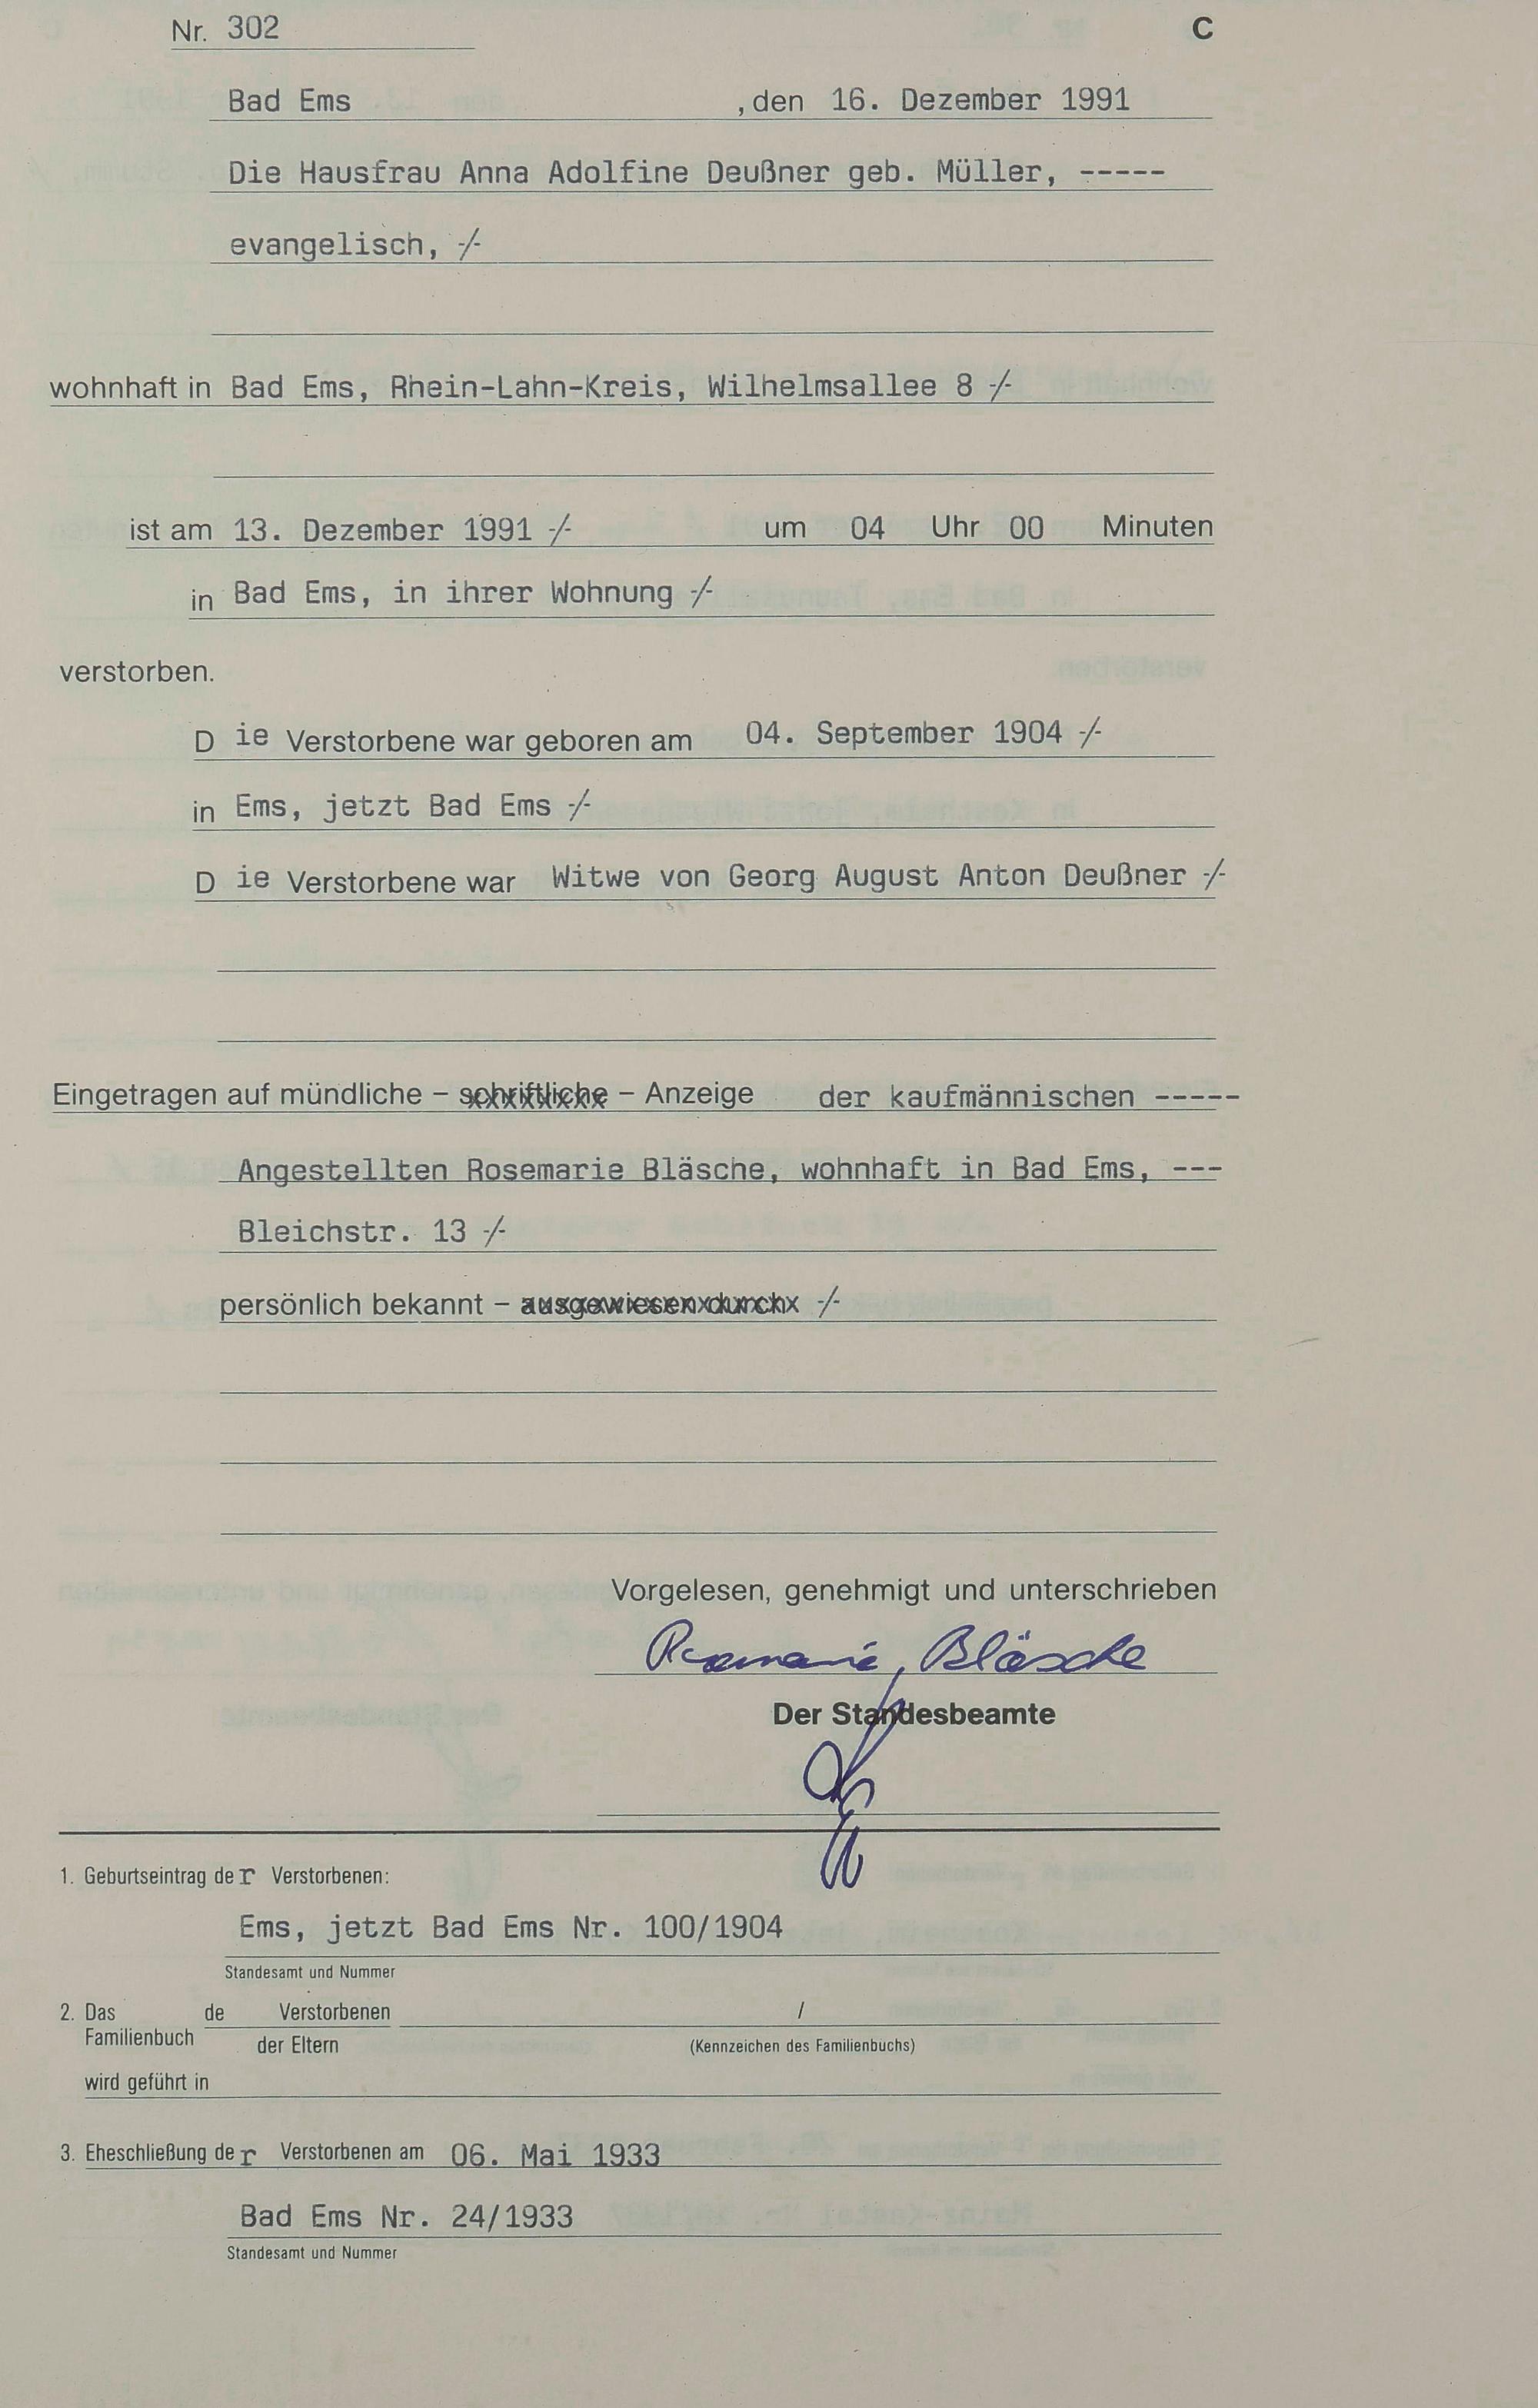 Nr. 302 C
Bad Ems , den 16. Dezember 1991
Die Hausfrau Anna Adolfine Deußner geb. Müller, -----
evangelisch, -/-
wohnhaft in Bad Ems, Rhein-Lahn-Kreis, Wilhelmsallee 8 -/-
ist am 13. Dezember 1991 -/- um 04 Uhr 00 Minuten
in Bad Ems, in ihrer Wohnung -/-
verstorben.
D ie Verstorbene war geboren am 04. September 1904 -/-
in Ems, jetzt Bad Ems -/-
D ie Verstorbene war Witwe von Georg August Anton Deußner -/-
Eingetragen auf mündliche – schriftliche – Anzeige der kaufmännischen -----
Angestellten Rosemarie Bläsche, wohnhaft in Bad Ems, ---
Bleichstr. 13 -/-
persönlich bekannt – ausgewiesen durch -/-
Vorgelesen, genehmigt und unterschrieben
Rosemarie Bläsche
Der Standesbeamte
1. Geburtseintrag de r Verstorbenen:
Ems, jetzt Bad Ems Nr. 100/1904
Standesamt und Nummer
2. Das de Verstorbenen /
Familienbuch der Eltern (Kennzeichen des Familienbuchs)
wird geführt in
3. Eheschließung de r Verstorbenen am 06. Mai 1933
Bad Ems Nr. 24/1933
Standesamt und Nummer